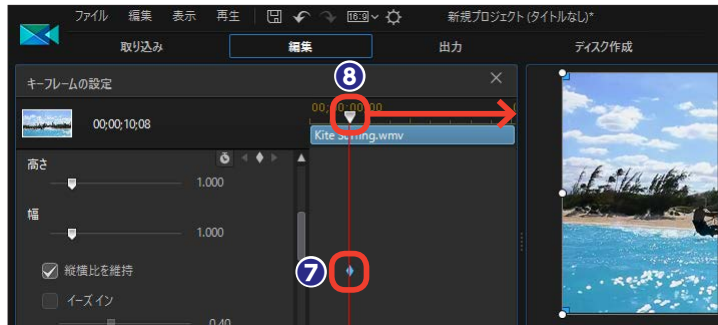 ファイル 編集 表示 再生 16:9 新規プロジェクト (タイトルなし)*
取り込み 編集 出力 ディスク作成
キーフレームの設定
8
00;00;10;08
00;00;00;00
Kite Surfing.wmv
高さ
1.000
幅
1.000
縦横比を維持
7
イーズ イン
0.40